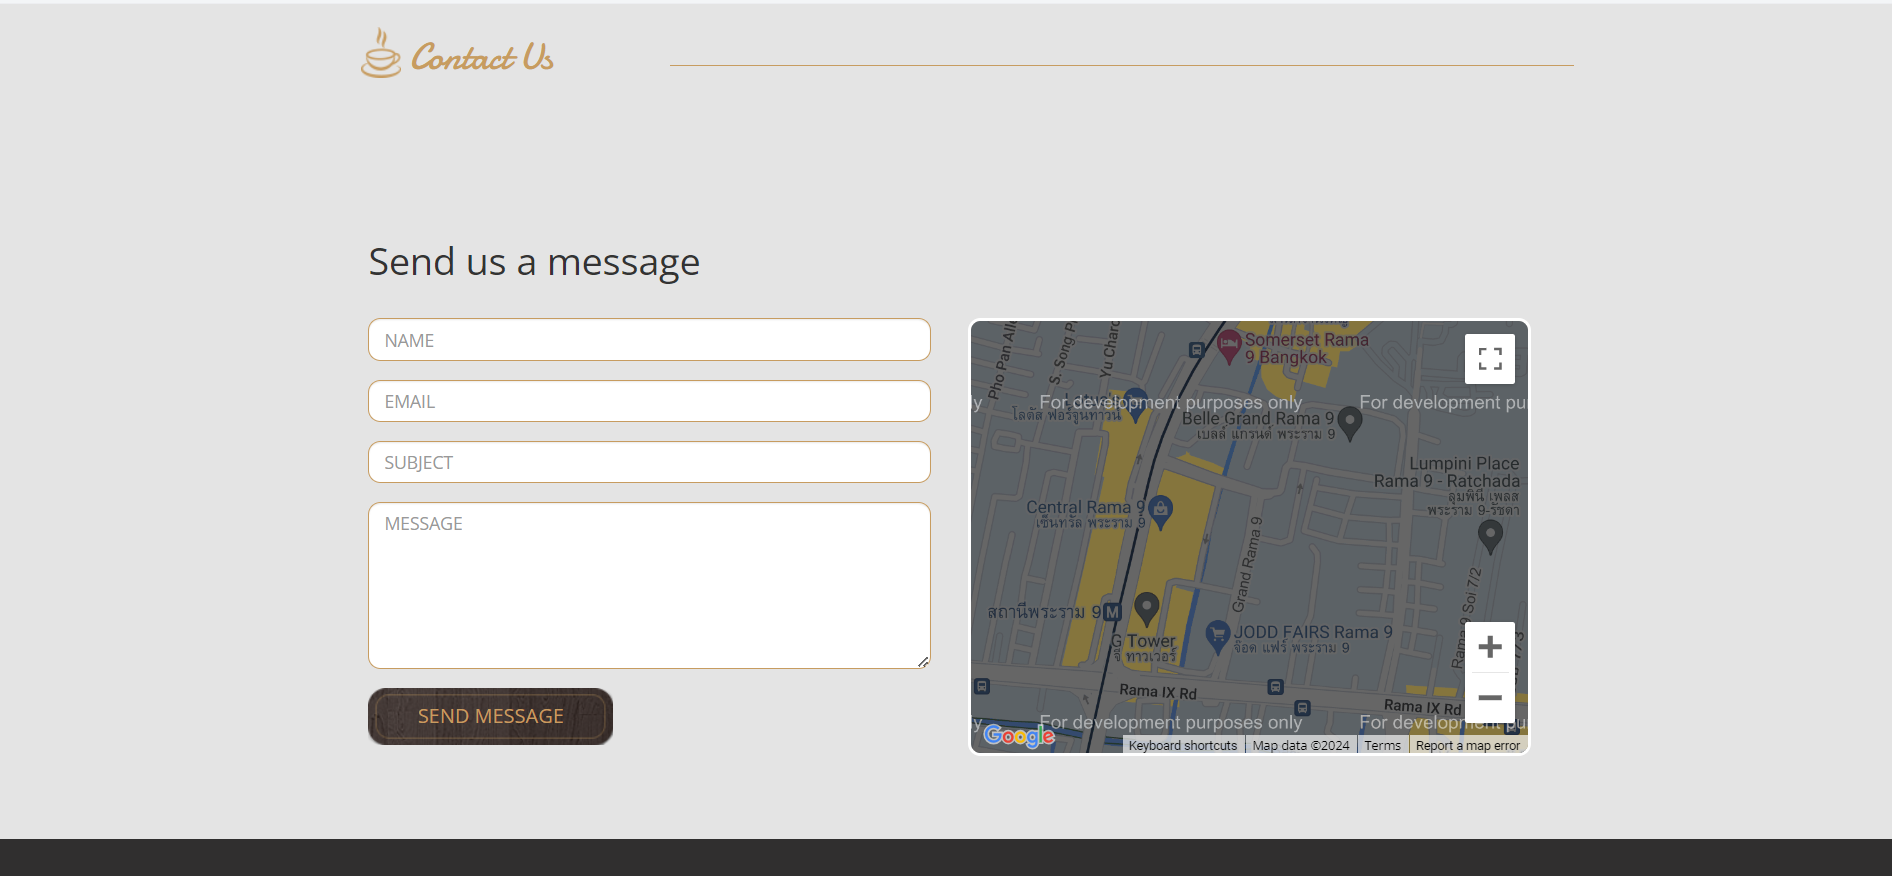 Contact Us
Send us a message
NAME
EMAIL
SUBJECT
MESSAGE
SEND MESSAGE
Pho Pan
S. Song
Yu Charo
Somerset Rama
9 Bangkok
For development purposes only
For development pu
โลตัส ฟอร์จูนทาวน์
Belle Grand Rama 9
เบลล์ แกรนด์ พระราม 9
Lumpini Place
Rama 9 - Ratchada
ลุมพินี เพลส
พระราม 9-รัชดา
Central Rama 9
เซ็นทรัล พระราม 9
Grand Rama 9
Rama 9 Soi 7/2
สถานีพระราม 9
M
G Tower
จี ทาวเวอร์
JODD FAIRS Rama 9
จ๊อด แฟร์ พระราม 9
Rama IX Rd
Rama IX Rd
For development purposes only
For development pu
Google
Keyboard shortcuts
Map data ©2024
Terms
Report a map error